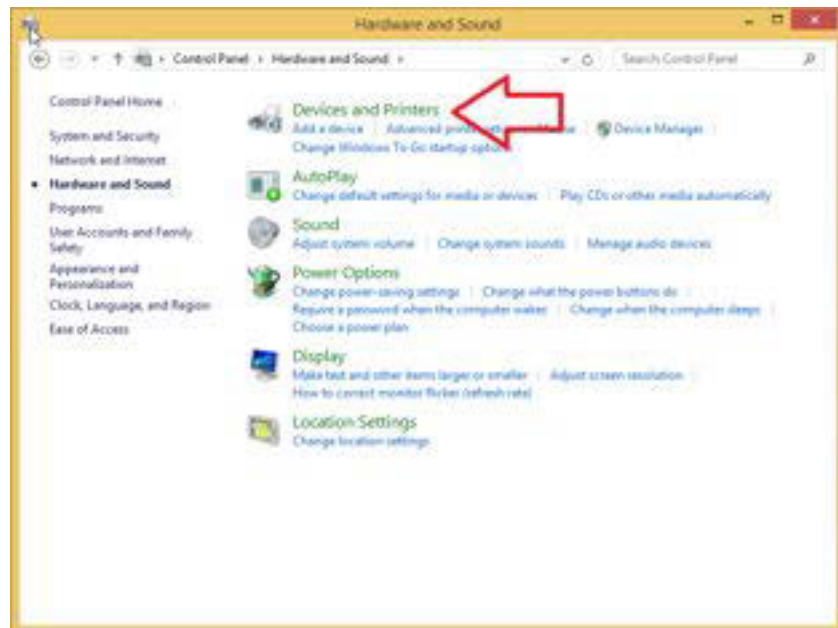 Hardware and Sound
Control Panel Hardware and Sound
Search Control Panel
Control Panel Home
System and Security
Network and Internet
Hardware and Sound
Programs
User Accounts and Family
Safety
Appearance and
Personalization
Clock, Language, and Region
Ease of Access
Devices and Printers
Add a device Advanced Device Manager
Change Windows To Go startup
AutoPlay
Change default settings for media or devices Play CDs or other media automatically
Sound
Adjust system volume Change system sounds Manage audio devices
Power Options
Change power-saving settings Change what the power buttons do
Require a password when the computer wakes Change when the computer sleeps
Choose a power plan
Display
Make text and other items larger or smaller Adjust screen resolution
How to correct monitor flicker (refresh rate)
Location Settings
Change location settings